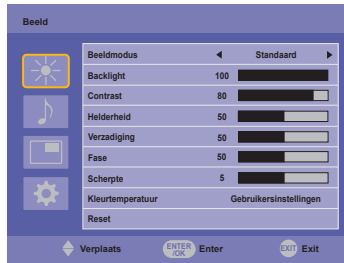 Beeld
Beeldmodus Standaard
Backlight 100
Contrast 80
Helderheid 50
Verzadiging 50
Fase 50
Scherpte 5
Kleurtemperatuur Gebruikersinstellingen
Reset
Verplaats ENTER /OK Enter EXIT Exit